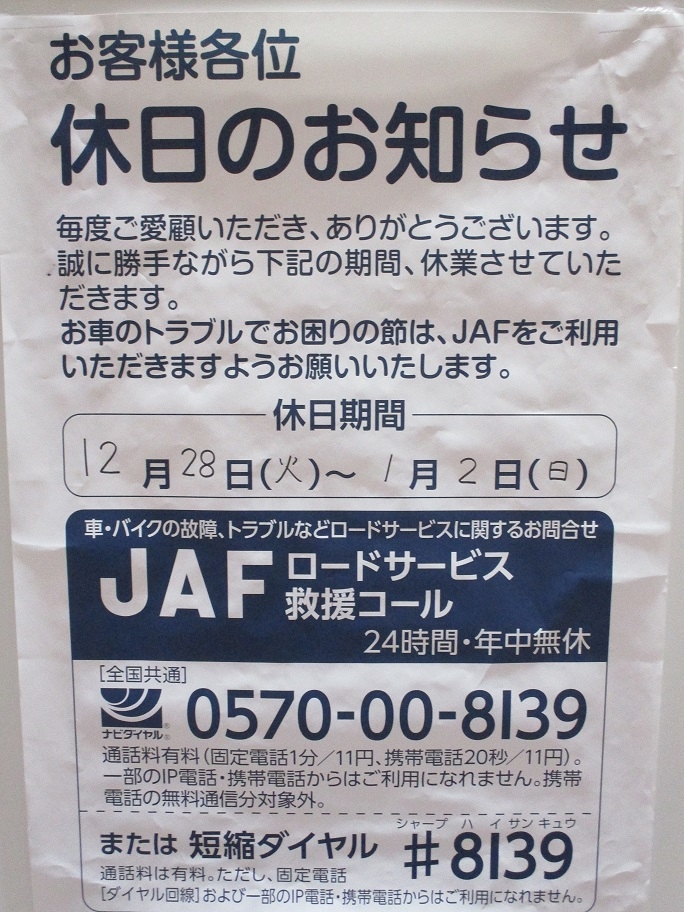 お客様各位
休日のお知らせ
毎度ご愛顧いただき、ありがとうございます。
誠に勝手ながら下記の期間、休業させていた
だきます。
お車のトラブルでお困りの節は、JAFをご利用
いただきますようお願いいたします。
休日期間
12月28日(火)〜1月2日(日)
車・バイクの故障、トラブルなどロードサービスに関するお問合せ
JAF ロードサービス
救援コール
24時間・年中無休
[全国共通]
ナビダイヤル® 0570-00-8139
通話料有料(固定電話1分/11円、携帯電話20秒/11円)。
一部のIP電話・携帯電話からはご利用になれません。携帯
電話の無料通信分対象外。
シャープ ハ イ サン キュウ
または 短縮ダイヤル #8139
通話料は有料。ただし、固定電話
[ダイヤル回線]および一部のIP電話・携帯電話からはご利用になれません。